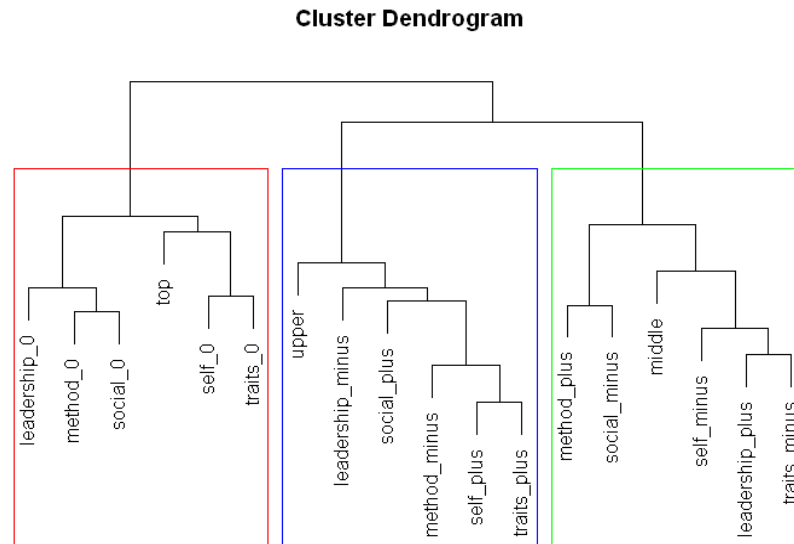 Cluster Dendrogram
leadership_0
method_0
social_0
top
self_0
traits_0
upper
leadership_minus
social_plus
method_minus
self_plus
traits_plus
method_plus
social_minus
middle
self_minus
leadership_plus
traits_minus